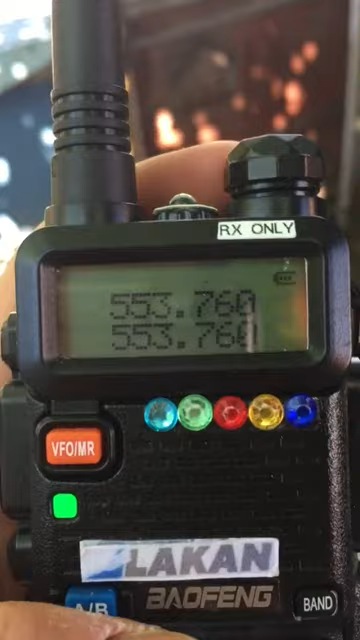 RX ONLY
553.760
553.760
VFO/MR
LAKAN
A/B
BAOFENG
BAND